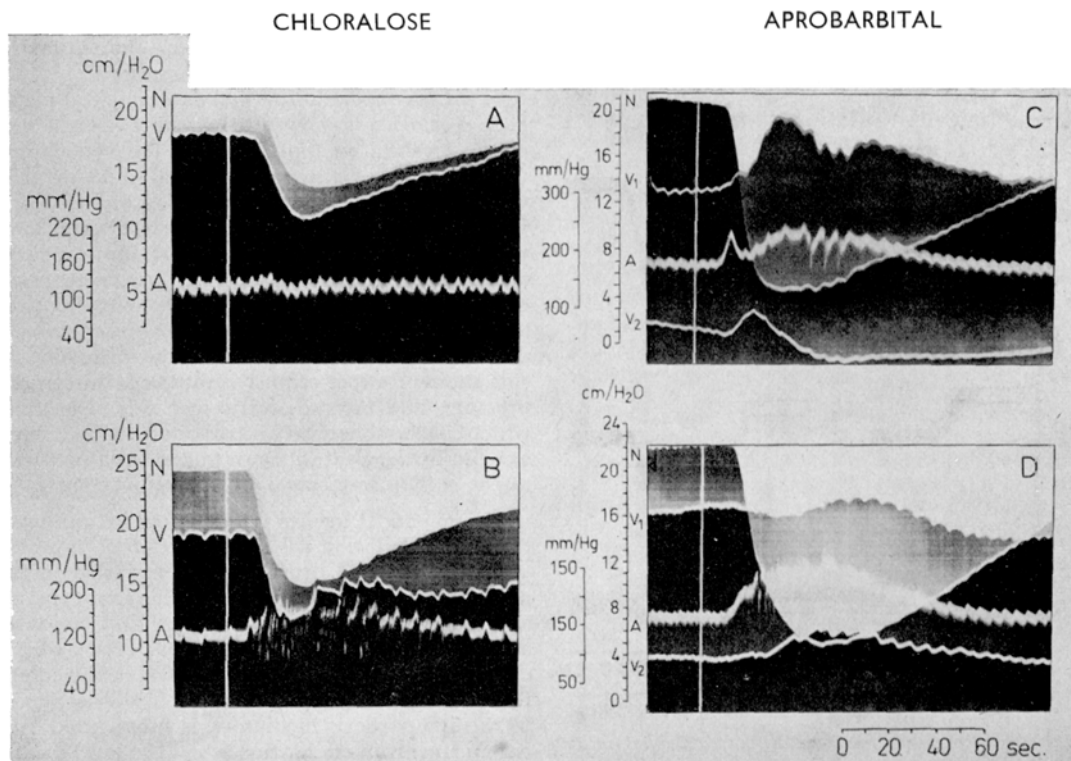 CHLORALOSE
APROBARBITAL
cm/H2O
20
15
10
5
mm/Hg
220
160
120
80
40
N
V
A
A
20
16
12
8
4
0
mm/Hg
300
200
100
N
V1
A
V2
C
cm/H2O
25
20
15
10
mm/Hg
200
120
40
N
V
A
B
cm/H2O
24
20
16
12
8
4
0
mm/Hg
150
150
50
N
V1
A
V2
D
0 20 40 60 sec.